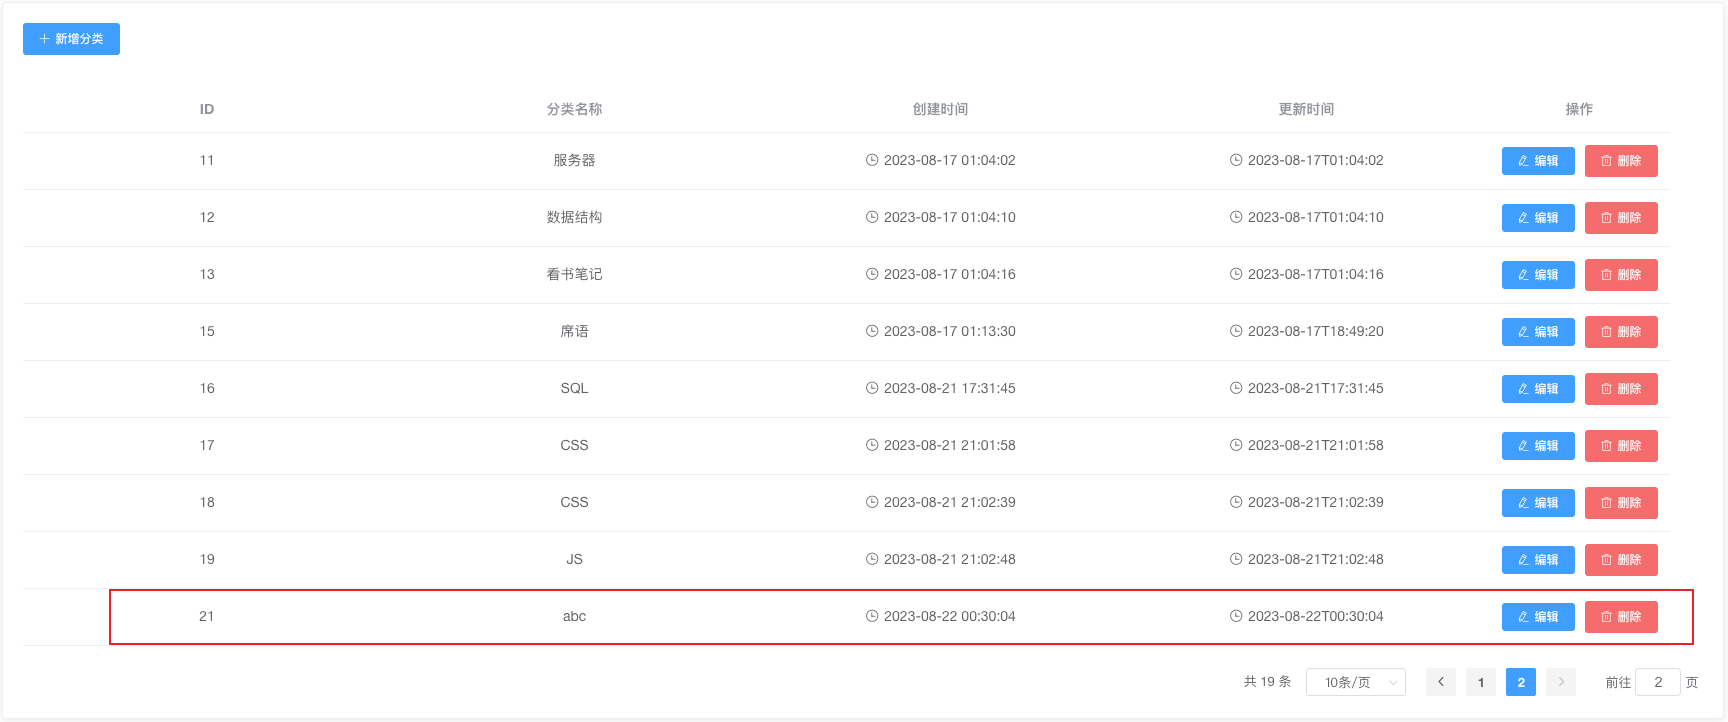 新增分类
ID 分类名称 创建时间 更新时间 操作
11 服务器 2023-08-17 01:04:02 2023-08-17T01:04:02 编辑 删除
12 数据结构 2023-08-17 01:04:10 2023-08-17T01:04:10 编辑 删除
13 看书笔记 2023-08-17 01:04:16 2023-08-17T01:04:16 编辑 删除
15 席语 2023-08-17 01:13:30 2023-08-17T18:49:20 编辑 删除
16 SQL 2023-08-21 17:31:45 2023-08-21T17:31:45 编辑 删除
17 CSS 2023-08-21 21:01:58 2023-08-21T21:01:58 编辑 删除
18 CSS 2023-08-21 21:02:39 2023-08-21T21:02:39 编辑 删除
19 JS 2023-08-21 21:02:48 2023-08-21T21:02:48 编辑 删除
21 abc 2023-08-22 00:30:04 2023-08-22T00:30:04 编辑 删除
共 19 条 10条/页 1 2 前往 2 页